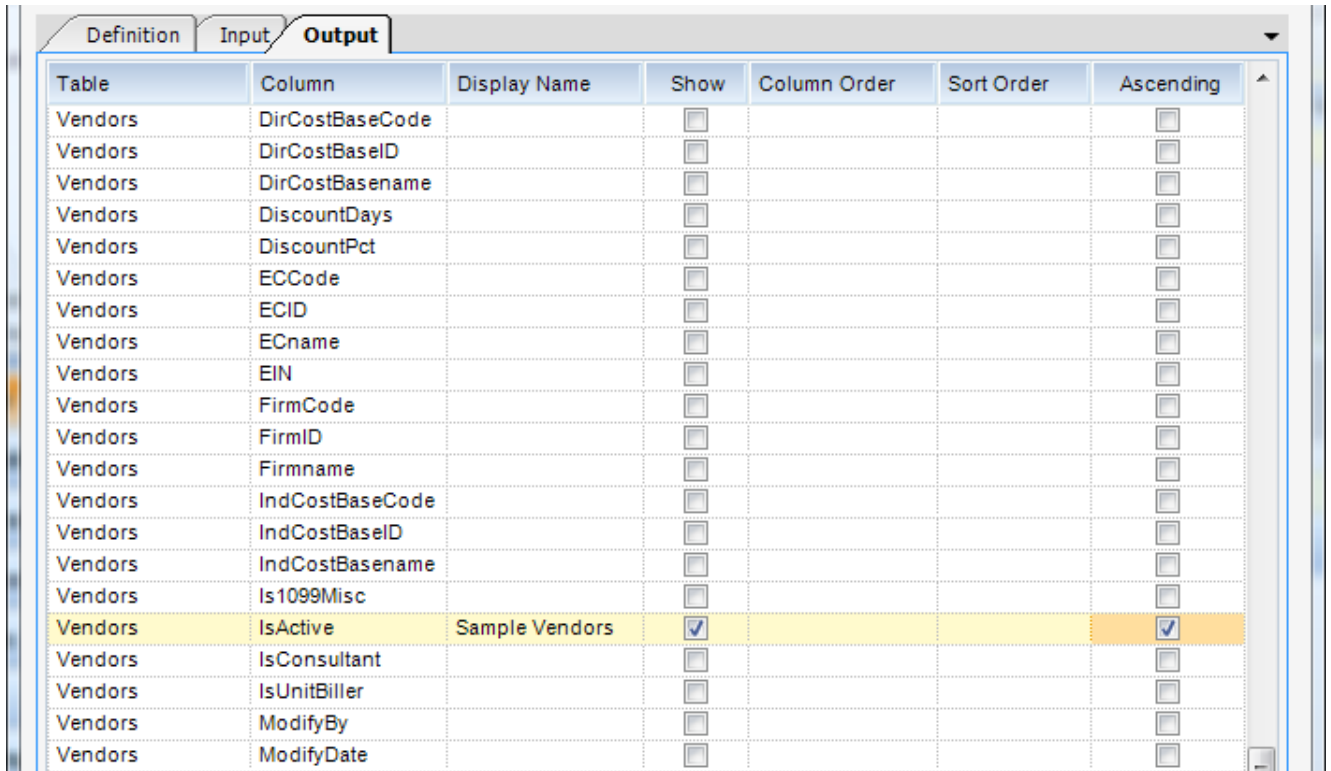 Definition Input Output
Table Column Display Name Show Column Order Sort Order Ascending
Vendors DirCostBaseCode
Vendors DirCostBaseID
Vendors DirCostBasename
Vendors DiscountDays
Vendors DiscountPct
Vendors ECCode
Vendors ECID
Vendors ECname
Vendors EIN
Vendors FirmCode
Vendors FirmID
Vendors Firmname
Vendors IndCostBaseCode
Vendors IndCostBaseID
Vendors IndCostBasename
Vendors Is1099Misc
Vendors IsActive Sample Vendors
Vendors IsConsultant
Vendors IsUnitBiller
Vendors ModifyBy
Vendors ModifyDate